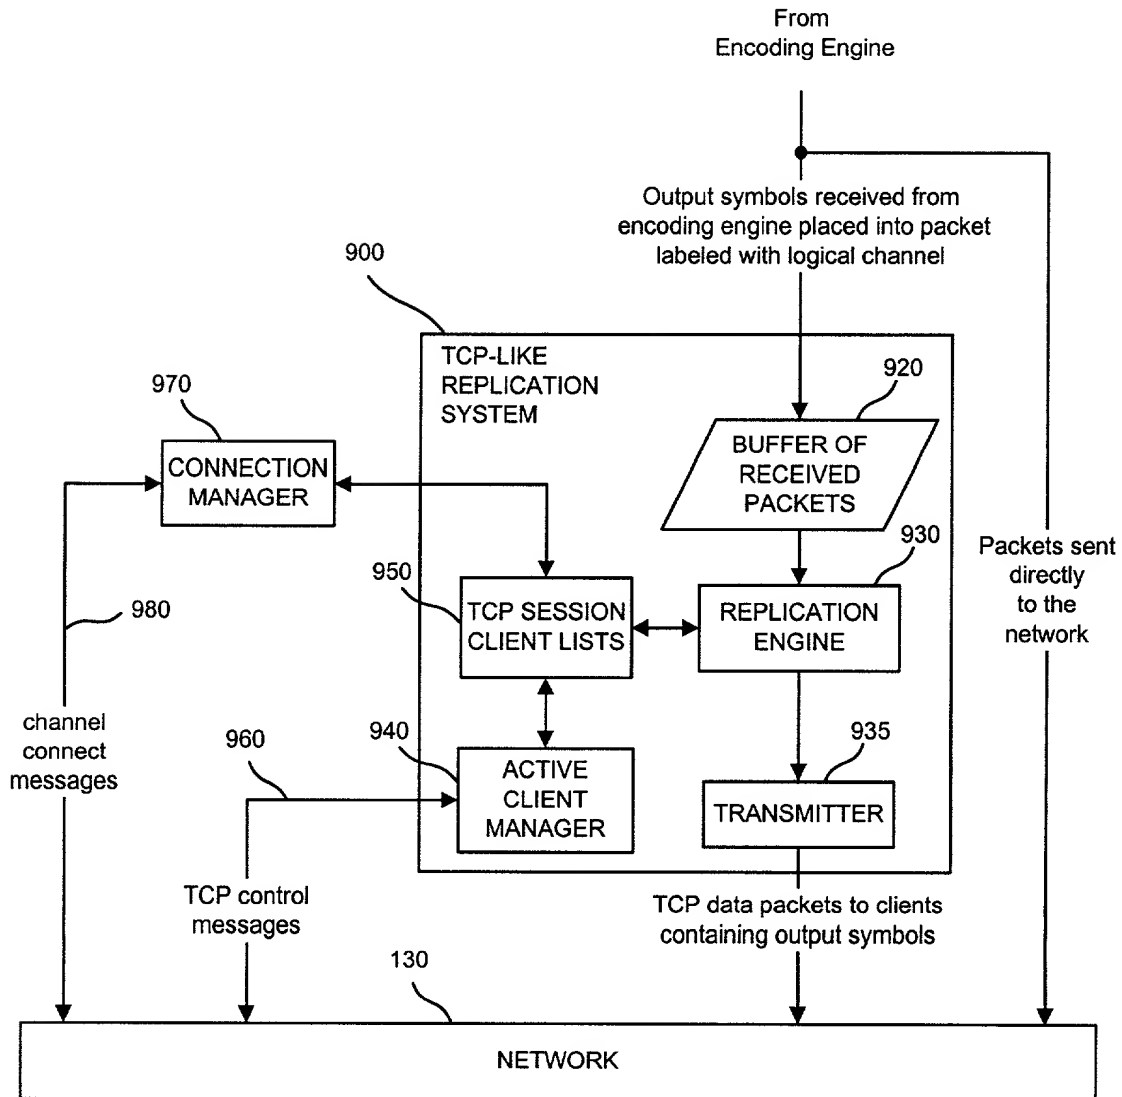 From
Encoding Engine
Output symbols received from
encoding engine placed into packet
labeled with logical channel
900
TCP-LIKE
REPLICATION
SYSTEM
970
920
CONNECTION
MANAGER
BUFFER OF
RECEIVED
PACKETS
930
Packets sent
directly
to the
network
950
980
TCP SESSION
CLIENT LISTS
REPLICATION
ENGINE
channel
connect
messages
960
940
935
ACTIVE
CLIENT
MANAGER
TRANSMITTER
TCP control
messages
TCP data packets to clients
containing output symbols
130
NETWORK